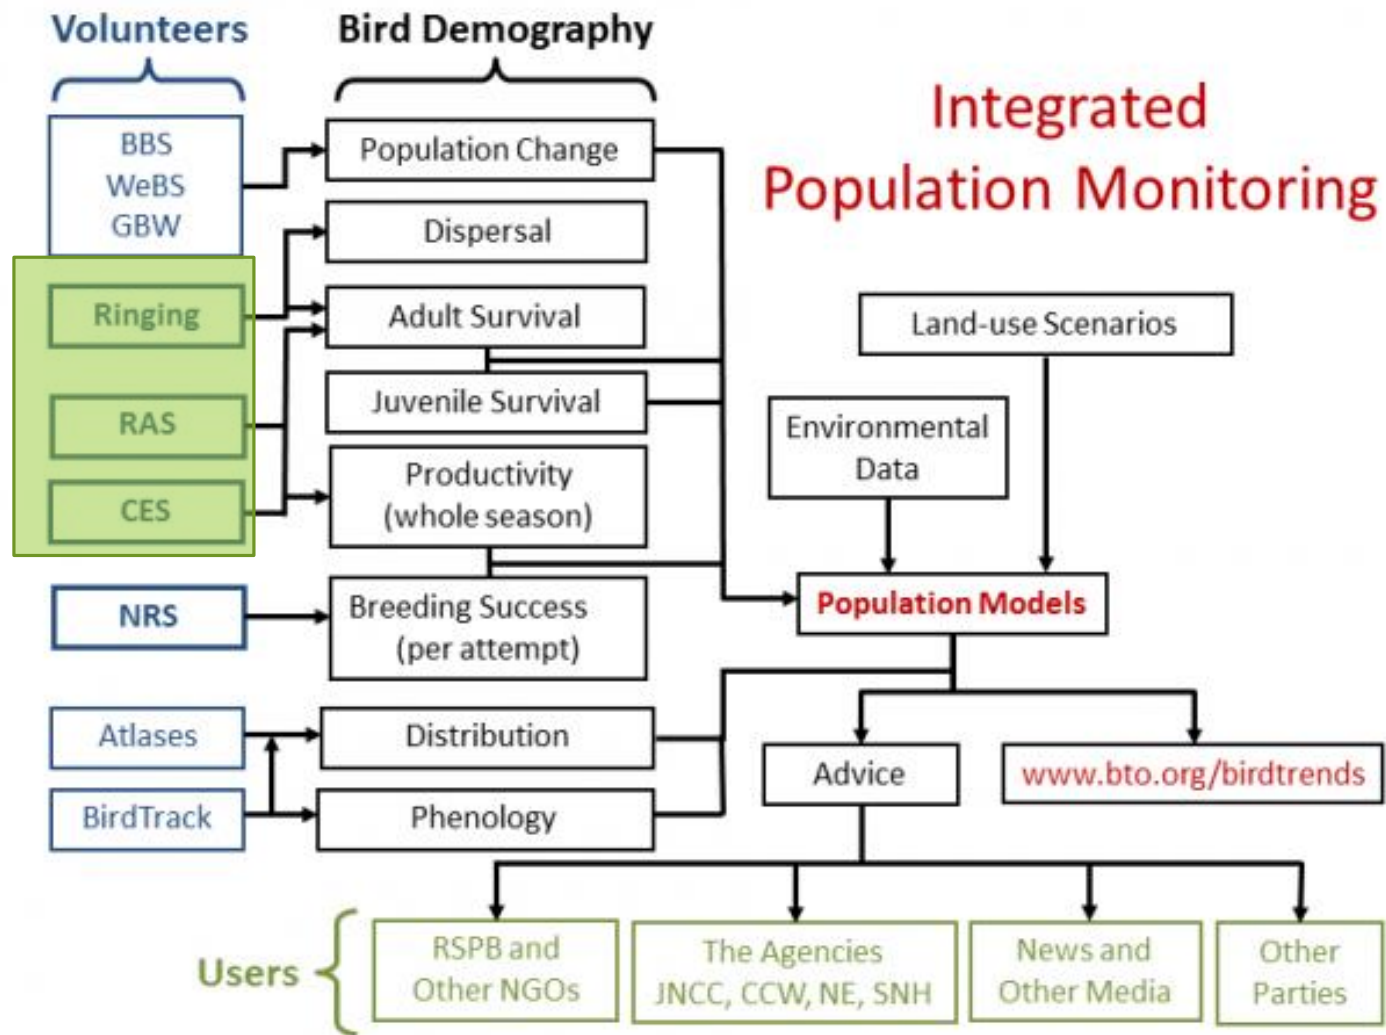 Volunteers
Bird Demography
Integrated
Population Monitoring
BBS
WeBS
GBW
Population Change
Dispersal
Ringing
Adult Survival
Land-use Scenarios
RAS
Juvenile Survival
Environmental
Data
CES
Productivity
(whole season)
NRS
Breeding Success
(per attempt)
Population Models
Atlases
Distribution
Advice
www.bto.org/birdtrends
BirdTrack
Phenology
Users
RSPB and
Other NGOs
The Agencies
JNCC, CCW, NE, SNH
News and
Other Media
Other
Parties